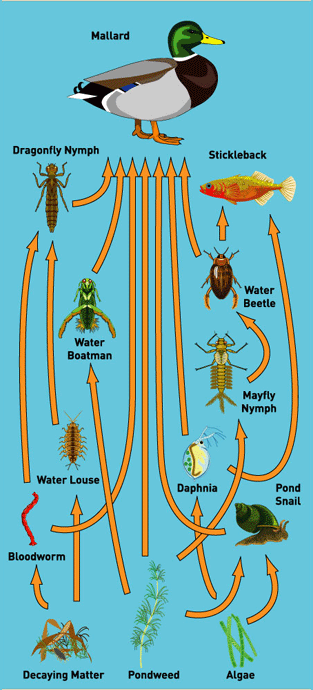 Mallard
Dragonfly Nymph
Stickleback
Water
Beetle
Water
Boatman
Mayfly
Nymph
Water Louse
Daphnia
Pond
Snail
Bloodworm
Decaying Matter
Pondweed
Algae